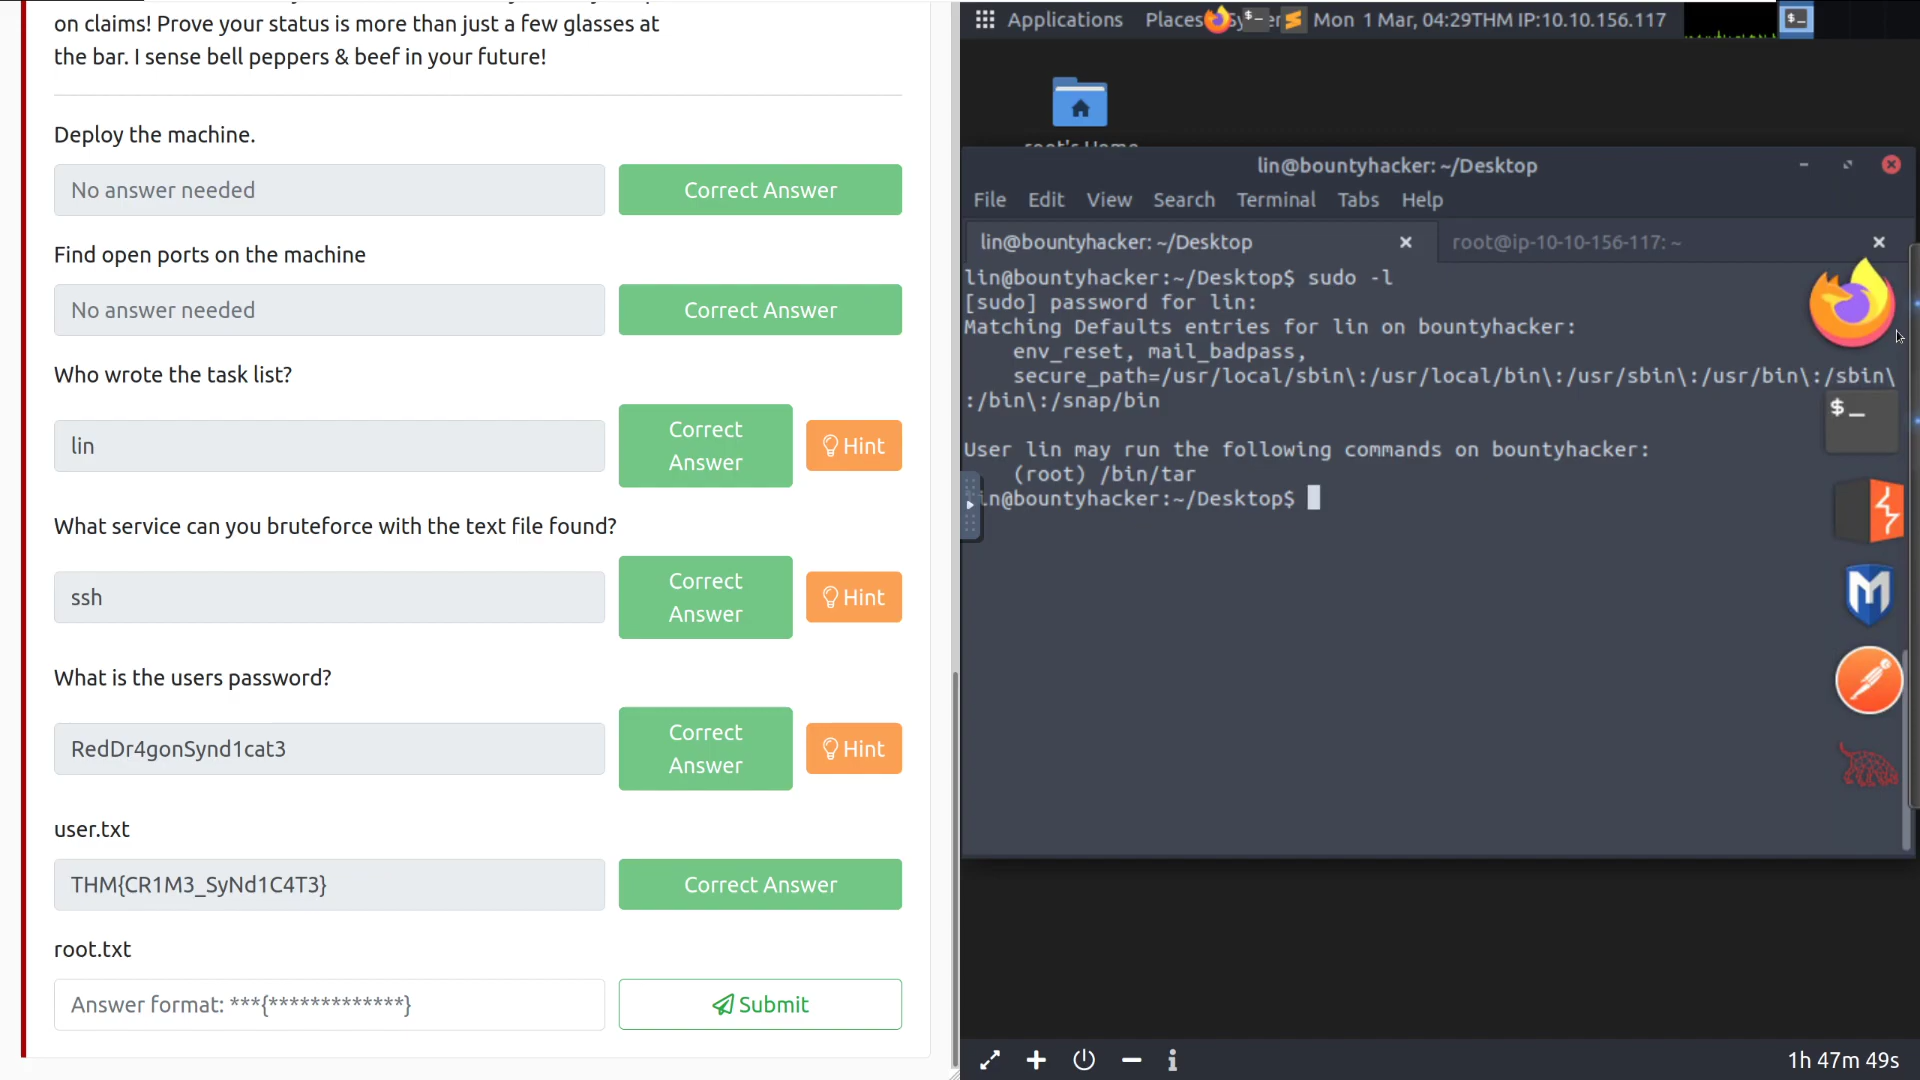 on claims! Prove your status is more than just a few glasses at
the bar. I sense bell peppers & beef in your future!
Deploy the machine.
No answer needed
Correct Answer
Find open ports on the machine
No answer needed
Correct Answer
Who wrote the task list?
lin
Correct
Answer
Hint
What service can you bruteforce with the text file found?
ssh
Correct
Answer
Hint
What is the users password?
RedDr4gonSynd1cat3
Correct
Answer
Hint
user.txt
THM{CR1M3_SyNd1C4T3}
Correct Answer
root.txt
Answer format: ***{*************}
Submit
Applications Places Mon 1 Mar, 04:29THM IP:10.10.156.117
root's Home
lin@bountyhacker: ~/Desktop
File Edit View Search Terminal Tabs Help
lin@bountyhacker: ~/Desktop
root@ip-10-10-156-117: ~
lin@bountyhacker:~/Desktop$ sudo -l
[sudo] password for lin:
Matching Defaults entries for lin on bountyhacker:
env_reset, mail_badpass,
secure_path=/usr/local/sbin\:/usr/local/bin\:/usr/sbin\:/usr/bin\:/sbin\
:/bin\:/snap/bin
User lin may run the following commands on bountyhacker:
(root) /bin/tar
in@bountyhacker:~/Desktop$
1h 47m 49s